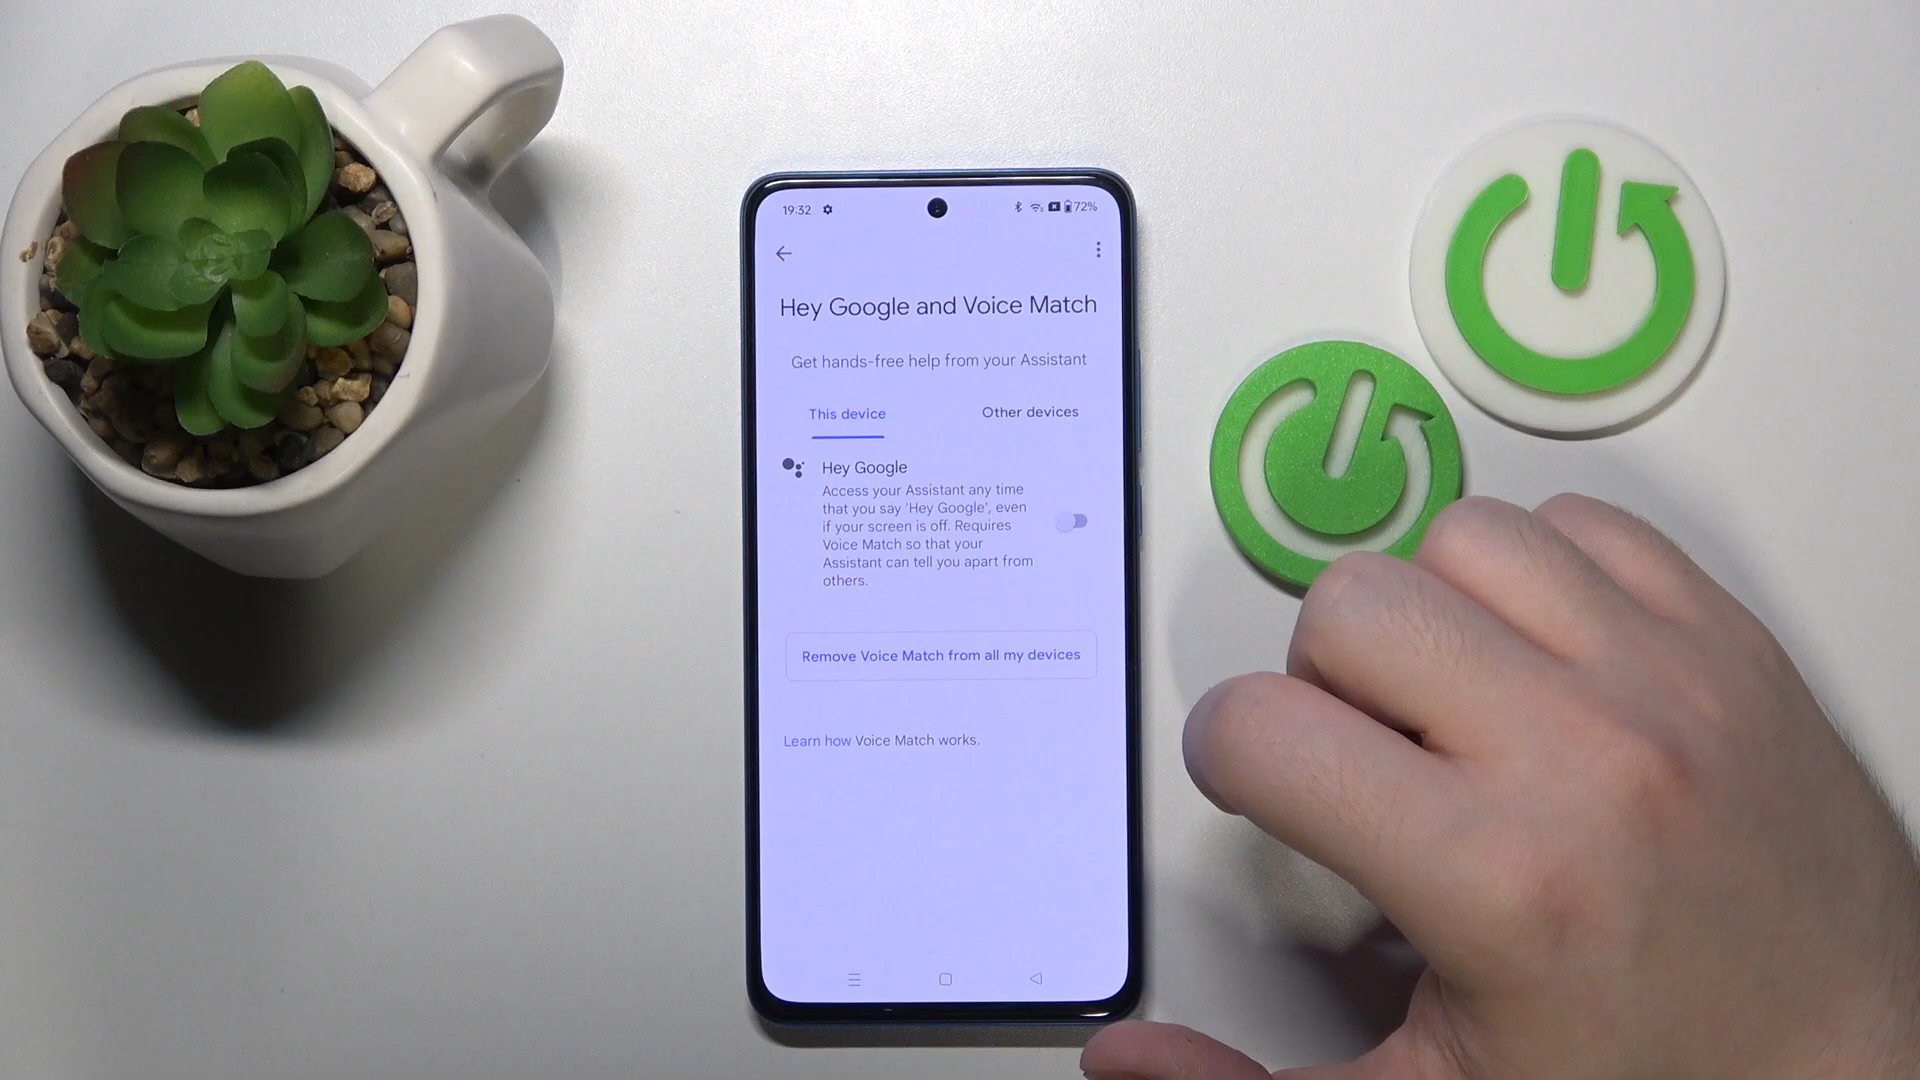 19:32
72%
Hey Google and Voice Match
Get hands-free help from your Assistant
This device
Other devices
Hey Google
Access your Assistant any time
that you say 'Hey Google', even
if your screen is off. Requires
Voice Match so that your
Assistant can tell you apart from
others.
Remove Voice Match from all my devices
Learn how Voice Match works.